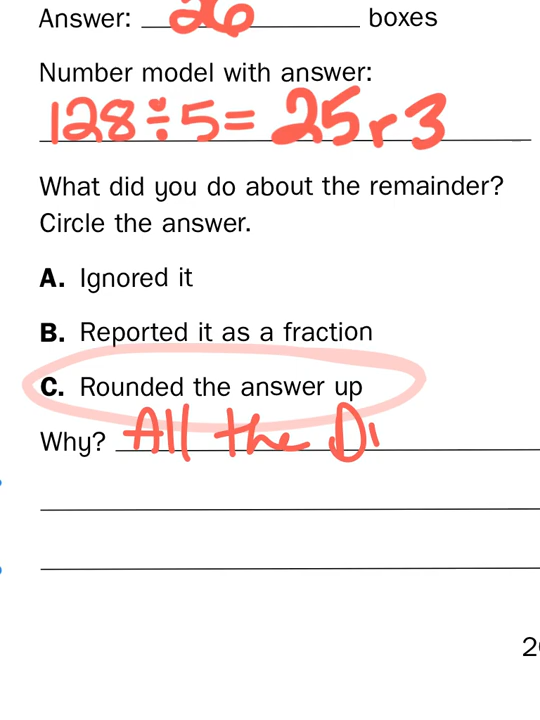 Answer: 26 boxes
Number model with answer:
128÷5= 25r3
What did you do about the remainder?
Circle the answer.
A. Ignored it
B. Reported it as a fraction
C. Rounded the answer up
Why? All the